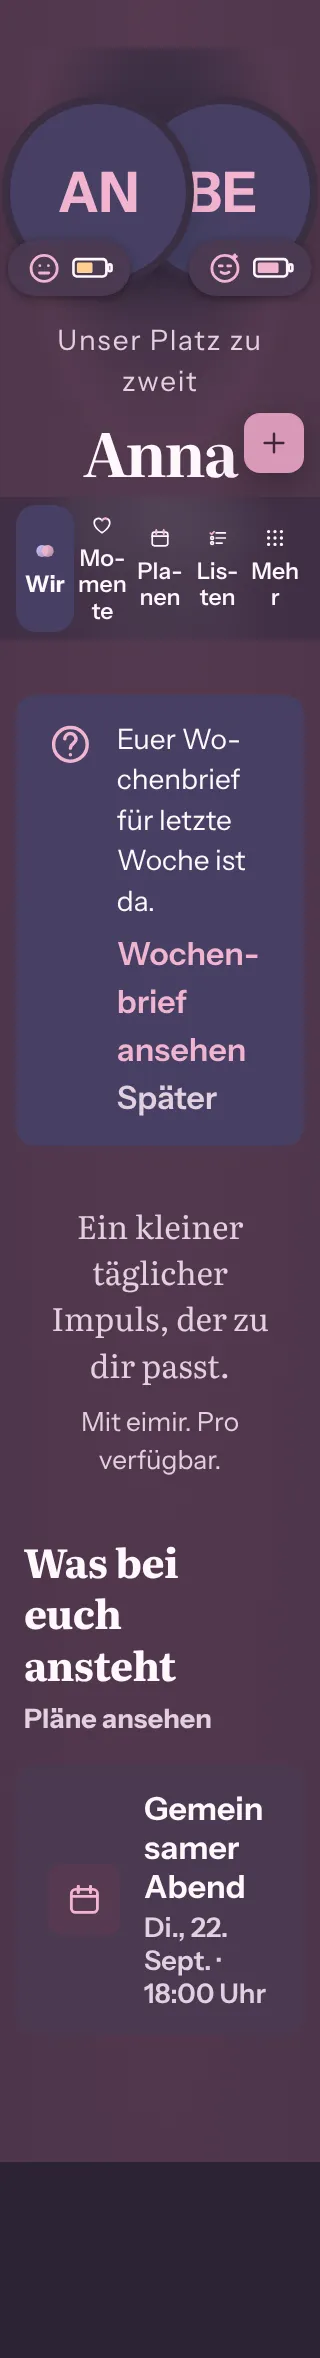 AN BE
Unser Platz zu
zweit
Anna
Wir
Mo-
men
te
Pla-
nen
Lis-
ten
Meh
r
Euer Wo-
chenbrief
für letzte
Woche ist
da.
Wochen-
brief
ansehen
Später
Ein kleiner
täglicher
Impuls, der zu
dir passt.
Mit eimir. Pro
verfügbar.
Was bei
euch
ansteht
Pläne ansehen
Gemein
samer
Abend
Di., 22.
Sept. ·
18:00 Uhr